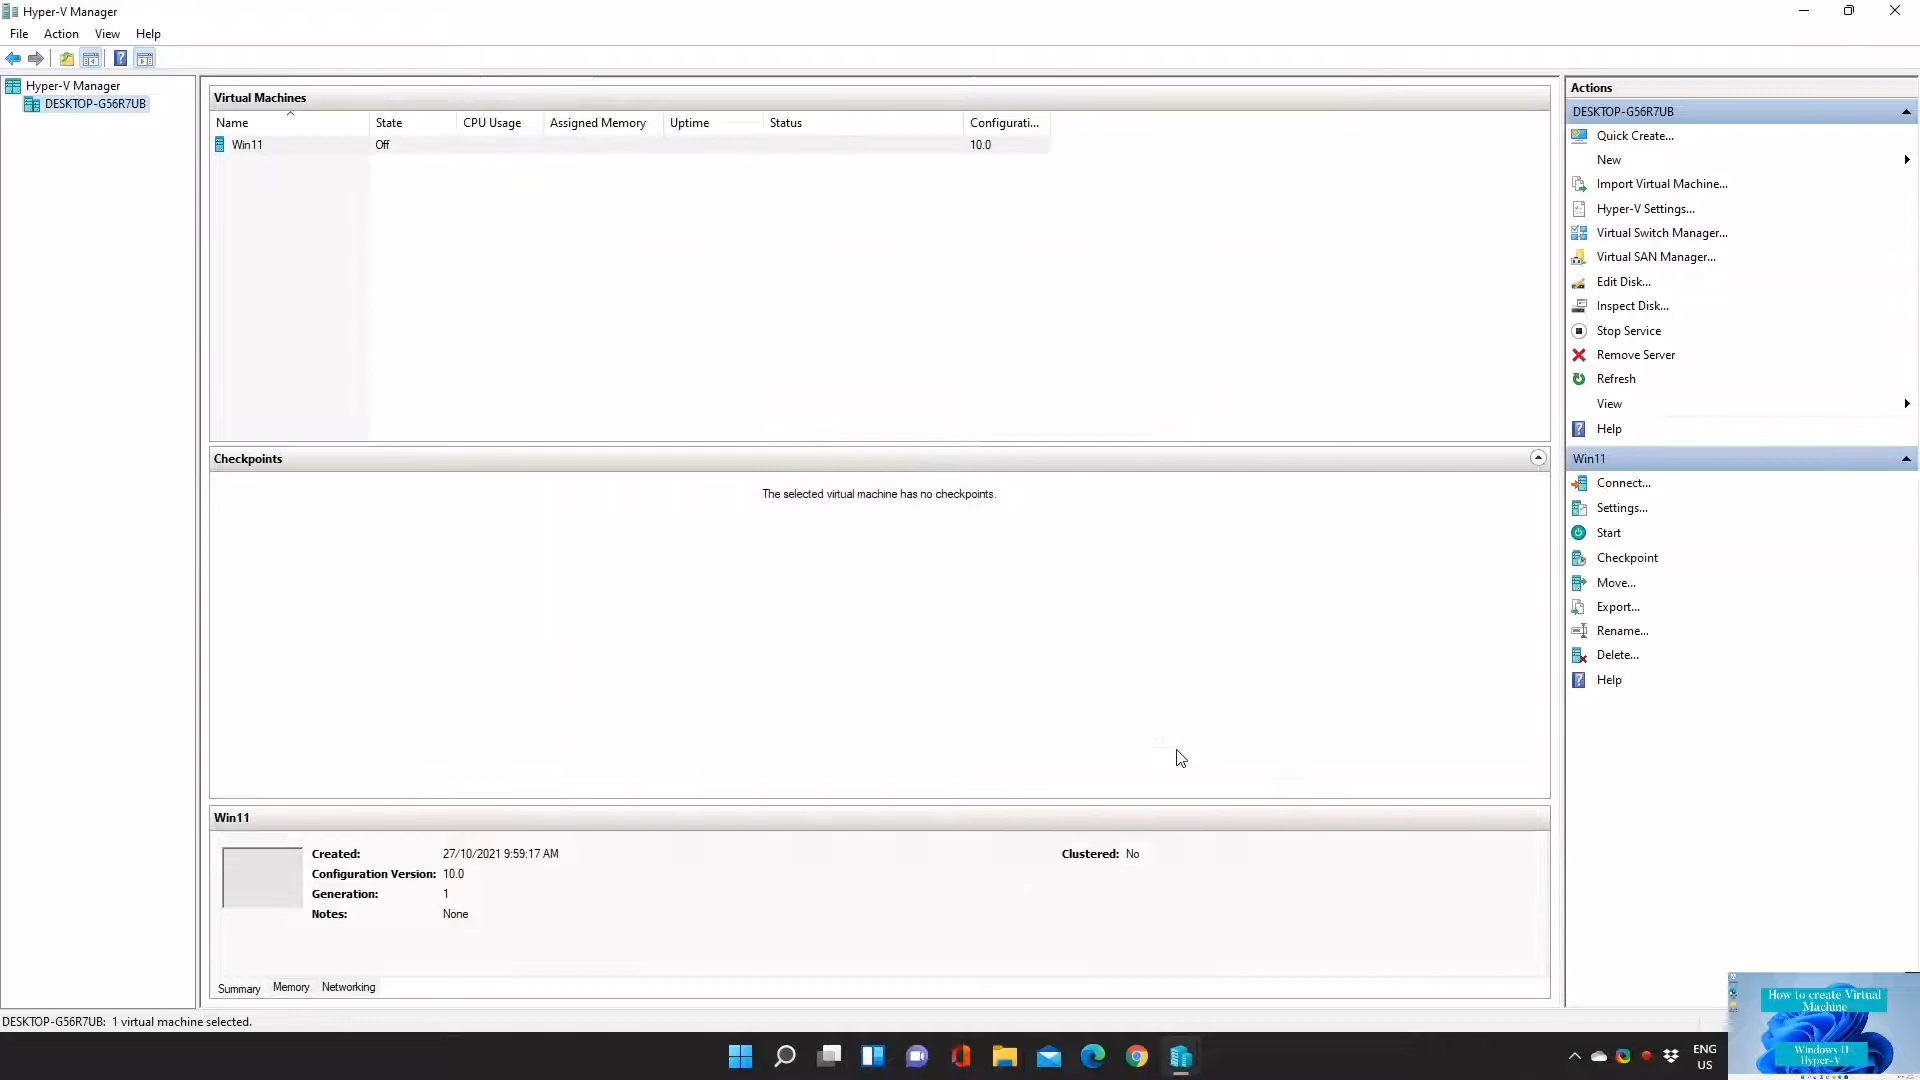 Hyper-V Manager
File Action View Help
Hyper-V Manager
DESKTOP-G56R7UB
Virtual Machines
Name State CPU Usage Assigned Memory Uptime Status Configurati...
Win11 Off 10.0
Checkpoints
The selected virtual machine has no checkpoints.
Win11
Created: 27/10/2021 9:59:17 AM Clustered: No
Configuration Version: 10.0
Generation: 1
Notes: None
Summary Memory Networking
Actions
DESKTOP-G56R7UB
Quick Create...
New
Import Virtual Machine...
Hyper-V Settings...
Virtual Switch Manager...
Virtual SAN Manager...
Edit Disk...
Inspect Disk...
Stop Service
Remove Server
Refresh
View
Help
Win11
Connect...
Settings...
Start
Checkpoint
Move...
Export...
Rename...
Delete...
Help
DESKTOP-G56R7UB: 1 virtual machine selected.
ENG
US
How to create Virtual
Machine
Windows 11
Hyper-V